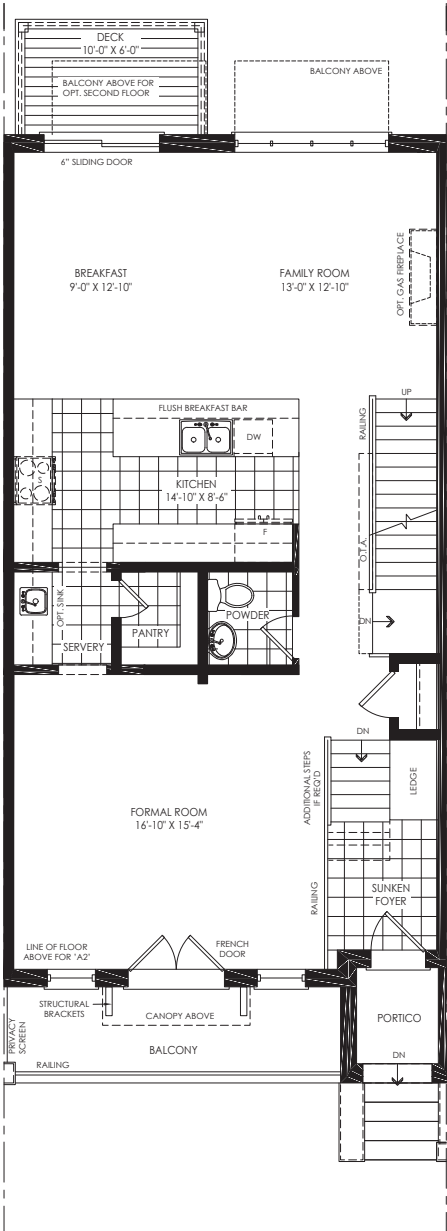 DECK
10'-0" X 6'-0"
BALCONY ABOVE FOR
OPT. SECOND FLOOR
BALCONY ABOVE
6" SLIDING DOOR
BREAKFAST
9'-0" X 12'-10"
FAMILY ROOM
13'-0" X 12'-10"
OPT. GAS FIREPLACE
UP
FLUSH BREAKFAST BAR
RAILING
DW
S
KITCHEN
14'-10" X 8'-6"
F
O.T.A.
OPT. SINK
POWDER
DN
PANTRY
SERVERY
DN
ADDITIONAL STEPS
IF REQ'D
LEDGE
FORMAL ROOM
16'-10" X 15'-4"
SUNKEN
FOYER
RAILING
LINE OF FLOOR
ABOVE FOR 'A2'
FRENCH
DOOR
STRUCTURAL
BRACKETS
CANOPY ABOVE
PORTICO
PRIVACY
SCREEN
BALCONY
DN
RAILING